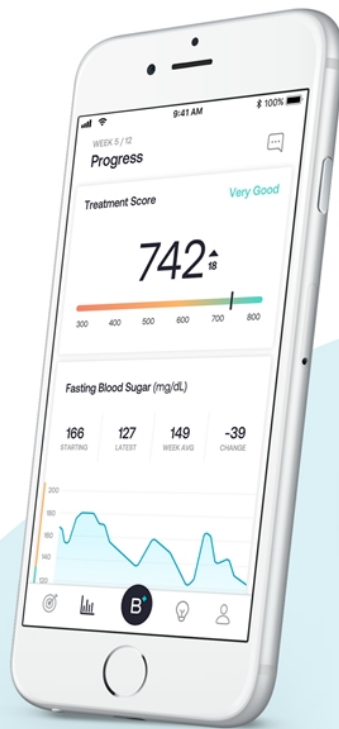 9:41 AM
100%
WEEK 5 / 12
Progress
Treatment Score
Very Good
742
18
300 400 500 600 700 800
Fasting Blood Sugar (mg/dL)
166 127 149 -39
STARTING LATEST WEEK AVG CHANGE
200
180
160
140
120
B+